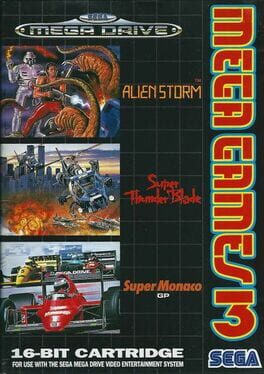 SEGA
MEGA DRIVE
ALIEN STORM™
Super
Thunder Blade
Super Monaco
GP
MEGA GAMES 3
16-BIT CARTRIDGE
FOR USE WITH THE SEGA MEGA DRIVE VIDEO ENTERTAINMENT SYSTEM
SEGA